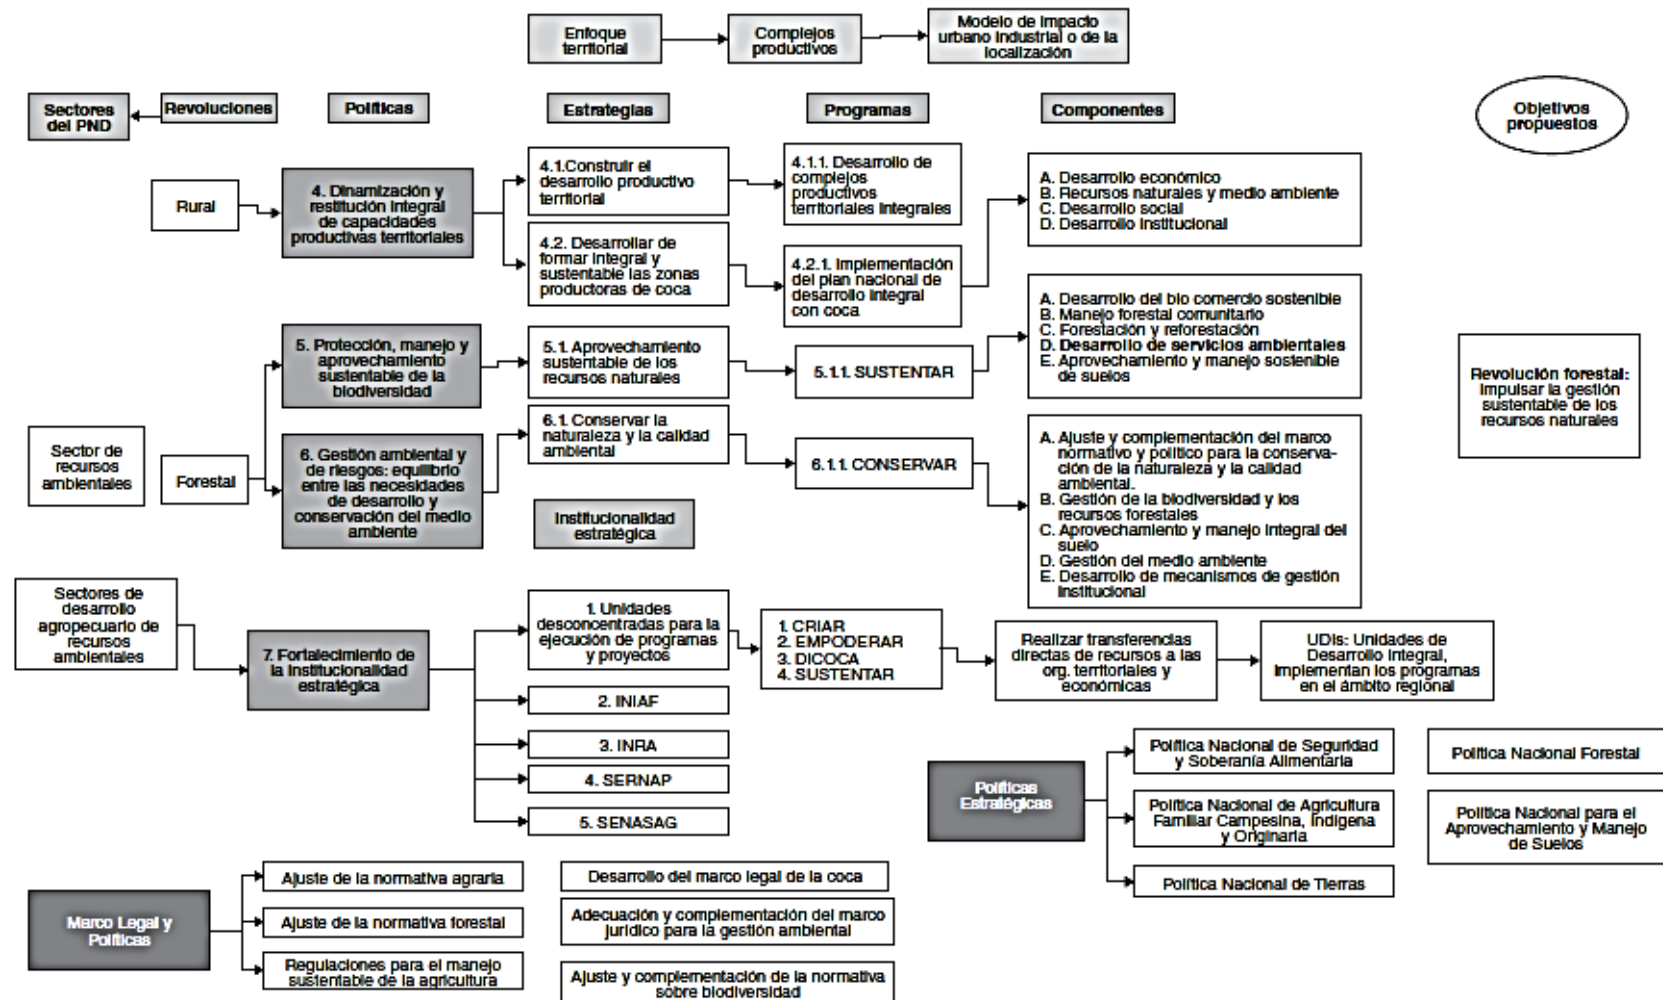 Enfoque
territorial
Complejos
productivos
Modelo de impacto
urbano industrial o de la
localización
Sectores
del PND
Revoluciones
Políticas
Estrategias
Programas
Componentes
Objetivos
propuestos
Rural
4. Dinamización y
restitución integral
de capacidades
productivas territoriales
4.1.Construir el
desarrollo productivo
territorial
4.1.1. Desarrollo de
complejos
productivos
territoriales integrales
A. Desarrollo económico
B. Recursos naturales y medio ambiente
C. Desarrollo social
D. Desarrollo institucional
4.2. Desarrollar de
formar integral y
sustentable las zonas
productoras de coca
4.2.1. Implementación
del plan nacional de
desarrollo integral
con coca
Sector de
recursos
ambientales
Forestal
5. Protección, manejo y
aprovechamiento
sustentable de la
biodiversidad
5.1. Aprovechamiento
sustentable de los
recursos naturales
5.1.1. SUSTENTAR
A. Desarrollo del bio comercio sostenible
B. Manejo forestal comunitario
C. Forestación y reforestación
D. Desarrollo de servicios ambientales
E. Aprovechamiento y manejo sostenible
de suelos
Revolución forestal:
Impulsar la gestión
sustentable de los
recursos naturales
6. Gestión ambiental y
de riesgos: equilibrio
entre las necesidades
de desarrollo y
conservación del medio
ambiente
6.1. Conservar la
naturaleza y la calidad
ambiental
6.1.1. CONSERVAR
A. Ajuste y complementación del marco
normativo y político para la conserva-
ción de la naturaleza y la calidad
ambiental.
B. Gestión de la biodiversidad y los
recursos forestales
C. Aprovechamiento y manejo integral del
suelo
D. Gestión del medio ambiente
E. Desarrollo de mecanismos de gestión
institucional
Institucionalidad
estratégica
Sectores de
desarrollo
agropecuario de
recursos
ambientales
7. Fortalecimiento de
la institucionalidad
estratégica
1. Unidades
desconcentradas para la
ejecución de programas
y proyectos
1. CRIAR
2. EMPODERAR
3. DICOCA
4. SUSTENTAR
Realizar transferencias
directas de recursos a las
org. territoriales y
económicas
UDIs: Unidades de
Desarrollo Integral,
implementan los programas
en el ámbito regional
2. INIAF
3. INRA
4. SERNAP
5. SENASAG
Políticas
Estratégicas
Política Nacional de Seguridad
y Soberanía Alimentaria
Política Nacional Forestal
Política Nacional de Agricultura
Familiar Campesina, Indígena
y Originaria
Política Nacional para el
Aprovechamiento y Manejo
de Suelos
Política Nacional de Tierras
Marco Legal y
Políticas
Ajuste de la normativa agraria
Desarrollo del marco legal de la coca
Ajuste de la normativa forestal
Adecuación y complementación del marco
jurídico para la gestión ambiental
Regulaciones para el manejo
sustentable de la agricultura
Ajuste y complementación de la normativa
sobre biodiversidad